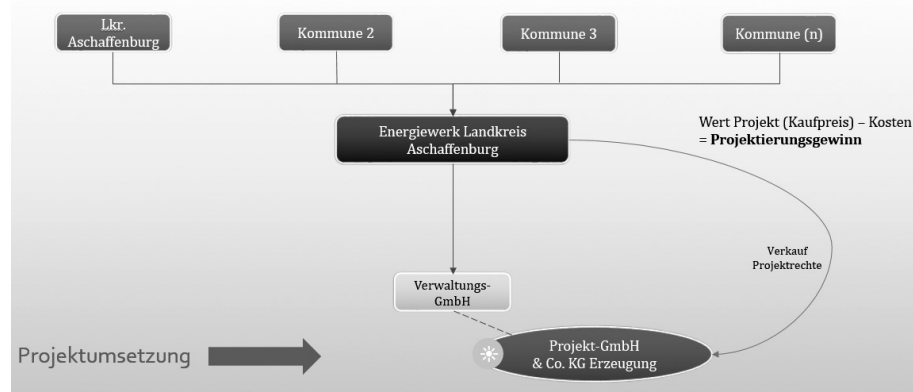 Lkr.
Aschaffenburg
Kommune 2
Kommune 3
Kommune (n)
Energiewerk Landkreis
Aschaffenburg
Wert Projekt (Kaufpreis) – Kosten
= Projektierungsgewinn
Verkauf
Projektrechte
Verwaltungs-
GmbH
Projektumsetzung
Projekt-GmbH
& Co. KG Erzeugung